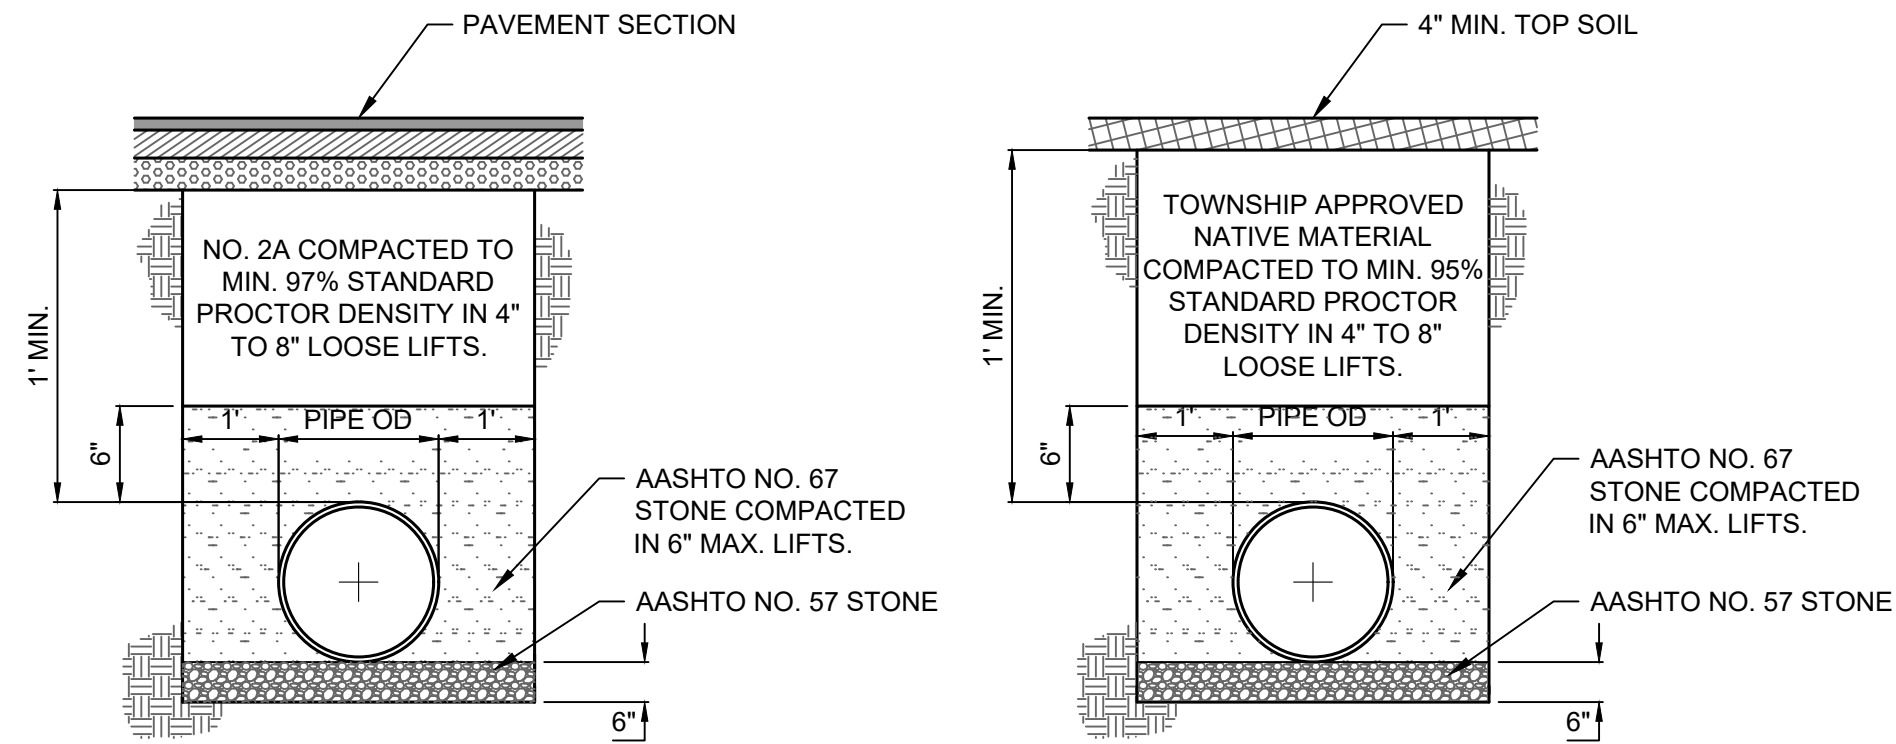 PAVEMENT SECTION
NO. 2A COMPACTED TO
MIN. 97% STANDARD
PROCTOR DENSITY IN 4"
TO 8" LOOSE LIFTS.
1' MIN.
6"
1'
PIPE OD
1'
AASHTO NO. 67
STONE COMPACTED
IN 6" MAX. LIFTS.
AASHTO NO. 57 STONE
6"
4" MIN. TOP SOIL
TOWNSHIP APPROVED
NATIVE MATERIAL
COMPACTED TO MIN. 95%
STANDARD PROCTOR
DENSITY IN 4" TO 8"
LOOSE LIFTS.
1' MIN.
6"
1'
PIPE OD
1'
AASHTO NO. 67
STONE COMPACTED
IN 6" MAX. LIFTS.
AASHTO NO. 57 STONE
6"